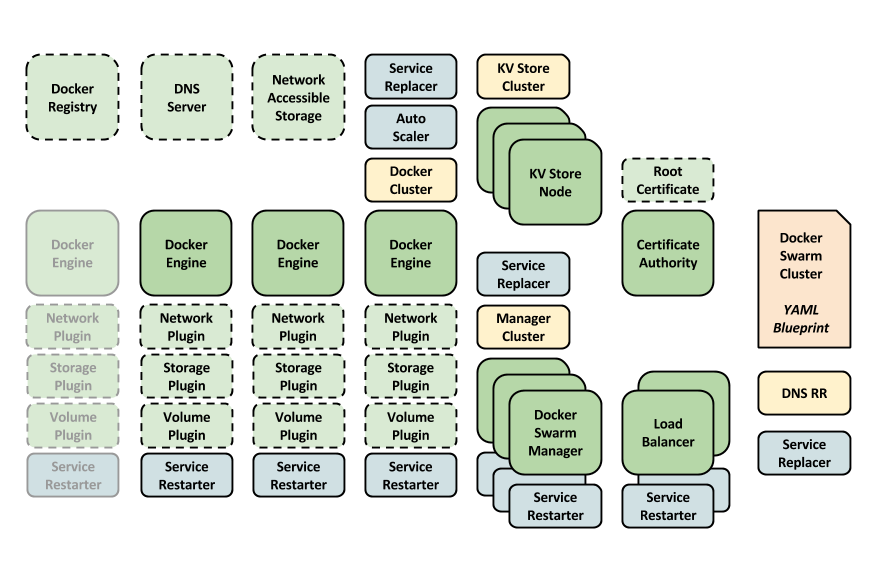 Docker
Registry
DNS
Server
Network
Accessible
Storage
Service
Replacer
KV Store
Cluster
Auto
Scaler
Docker
Cluster
KV Store
Node
Root
Certificate
Docker
Engine
Docker
Engine
Docker
Engine
Docker
Engine
Certificate
Authority
Docker
Swarm
Cluster
YAML
Blueprint
Service
Replacer
Network
Plugin
Network
Plugin
Network
Plugin
Network
Plugin
Manager
Cluster
Storage
Plugin
Storage
Plugin
Storage
Plugin
Storage
Plugin
DNS RR
Volume
Plugin
Volume
Plugin
Volume
Plugin
Volume
Plugin
Docker
Swarm
Manager
Load
Balancer
Service
Replacer
Service
Restarter
Service
Restarter
Service
Restarter
Service
Restarter
Service
Restarter
Service
Restarter